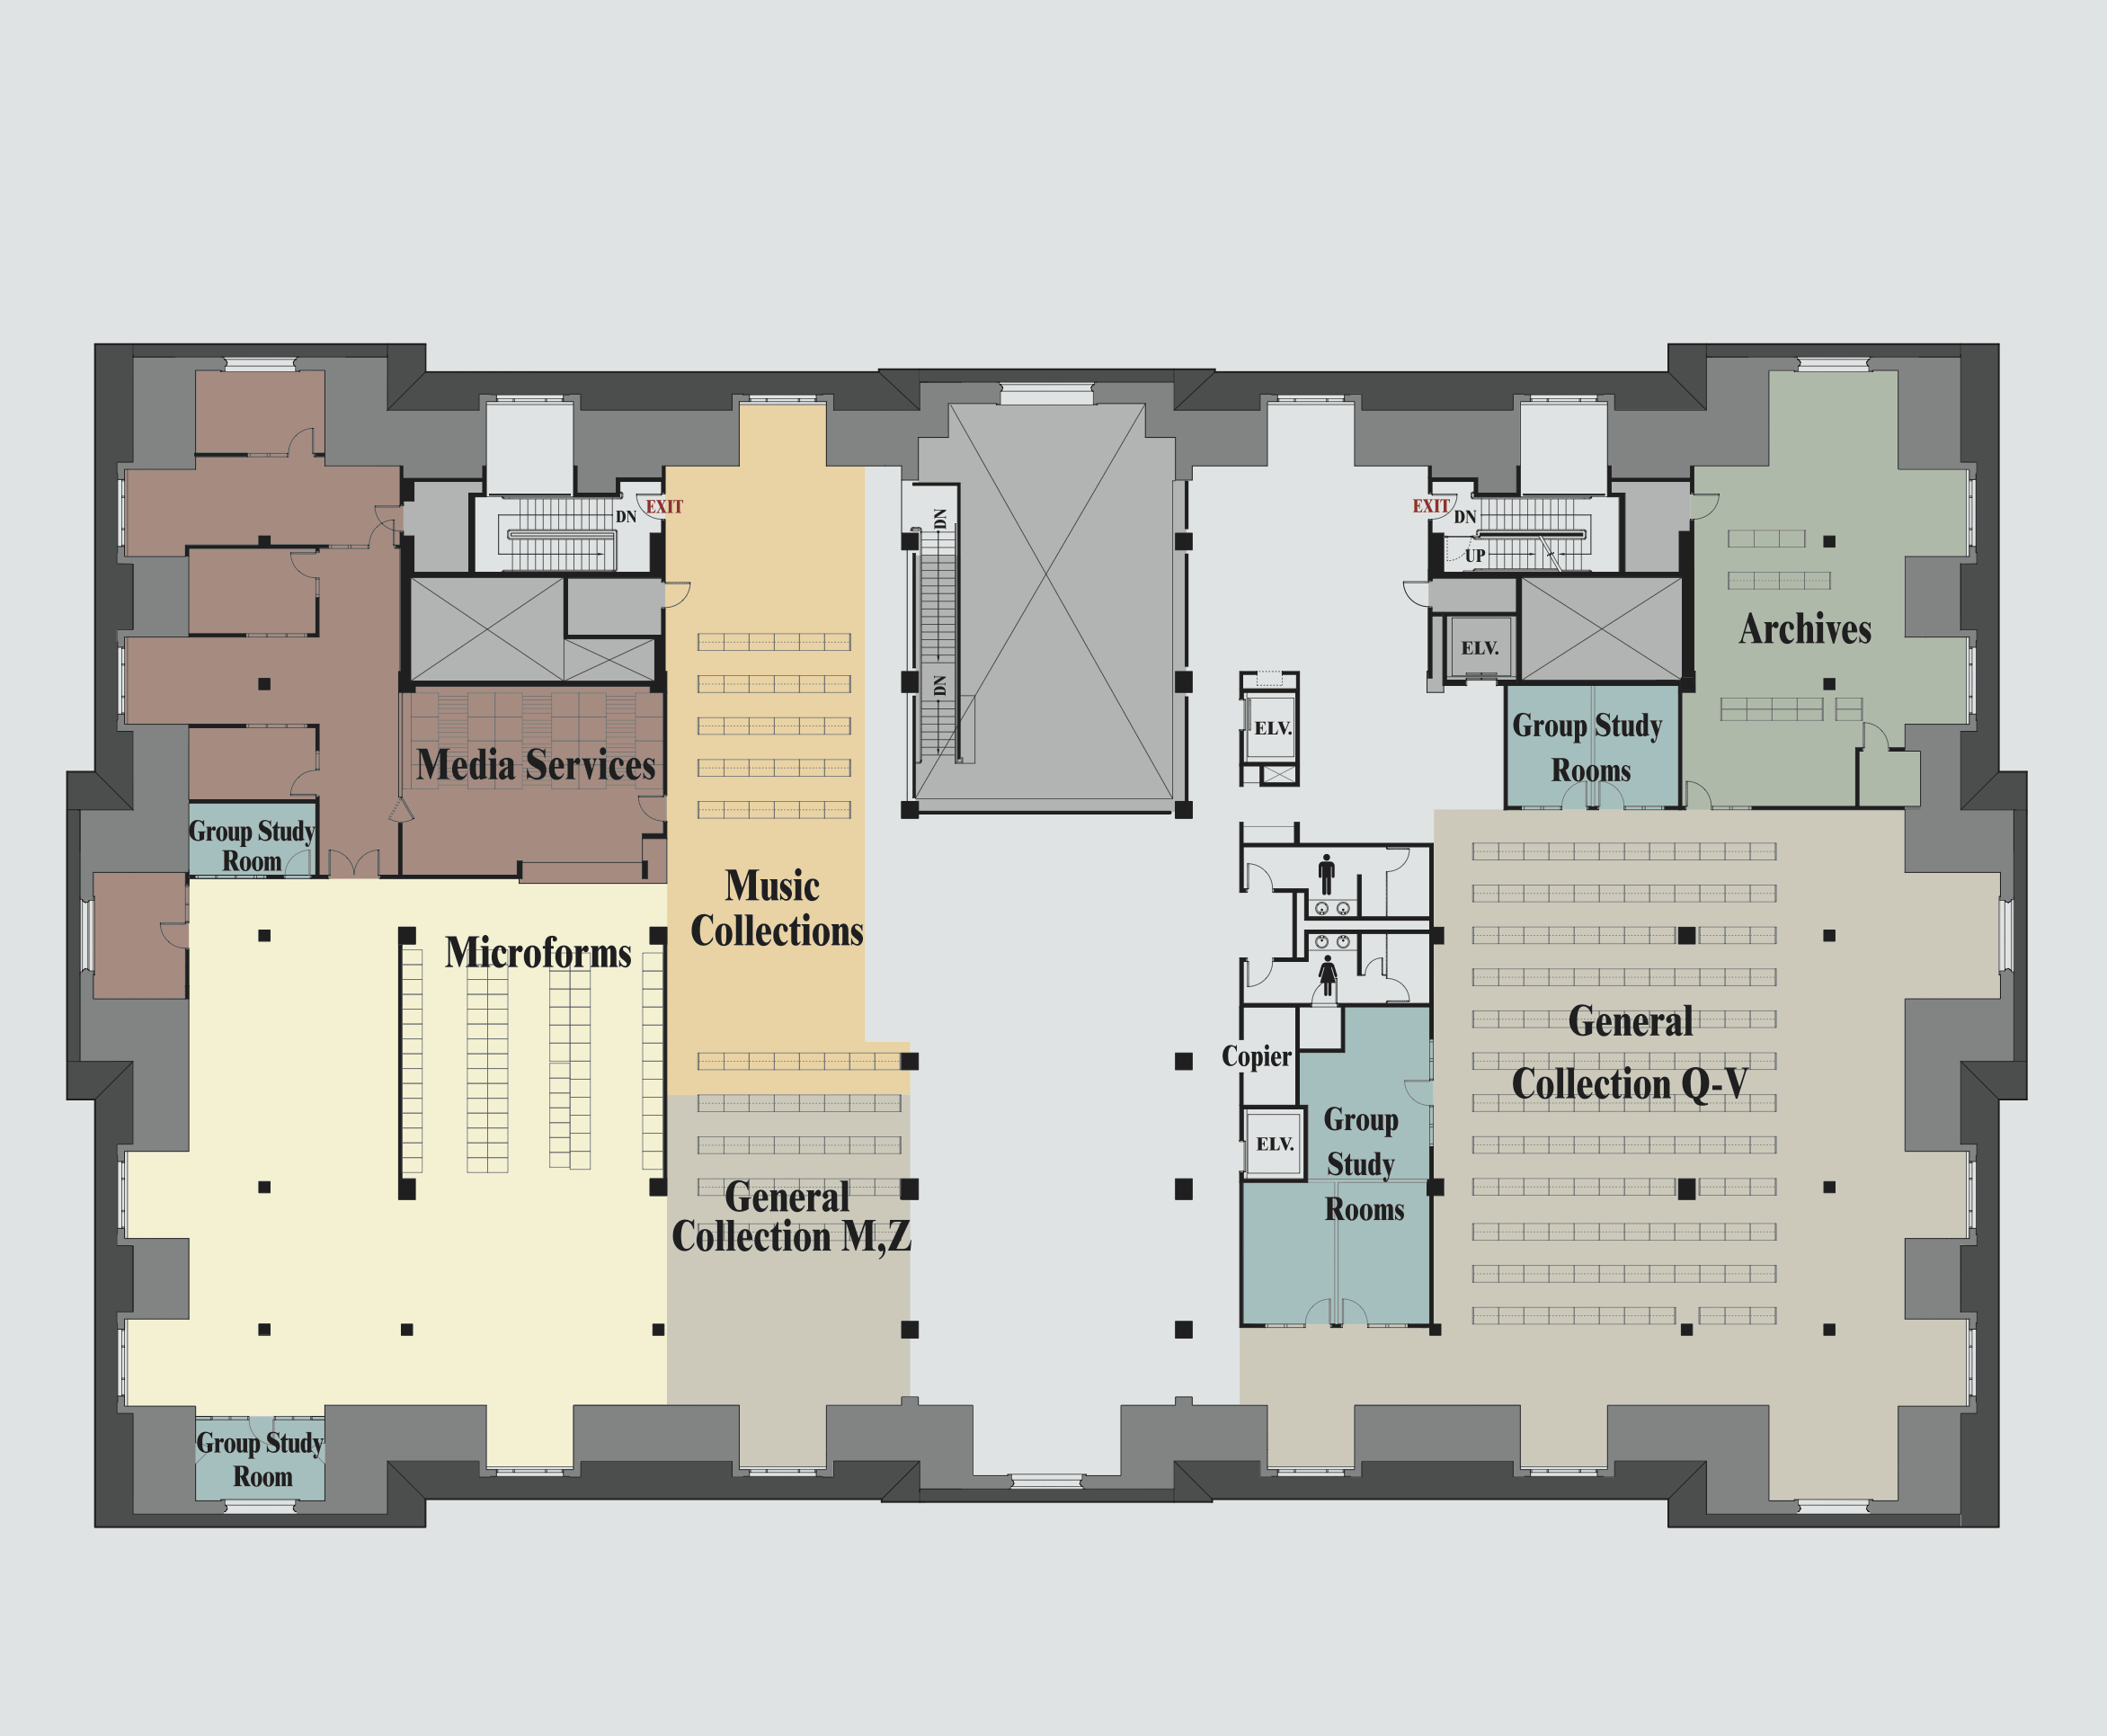 EXIT
DN
DN
EXIT
DN
UP
Archives
ELV.
DN
Group Study
Rooms
ELV.
Media Services
Group Study
Room
Music
Collections
Microforms
General
Collection Q-V
Copier
Group
Study
Rooms
ELV.
General
Collection M,Z
Group Study
Room